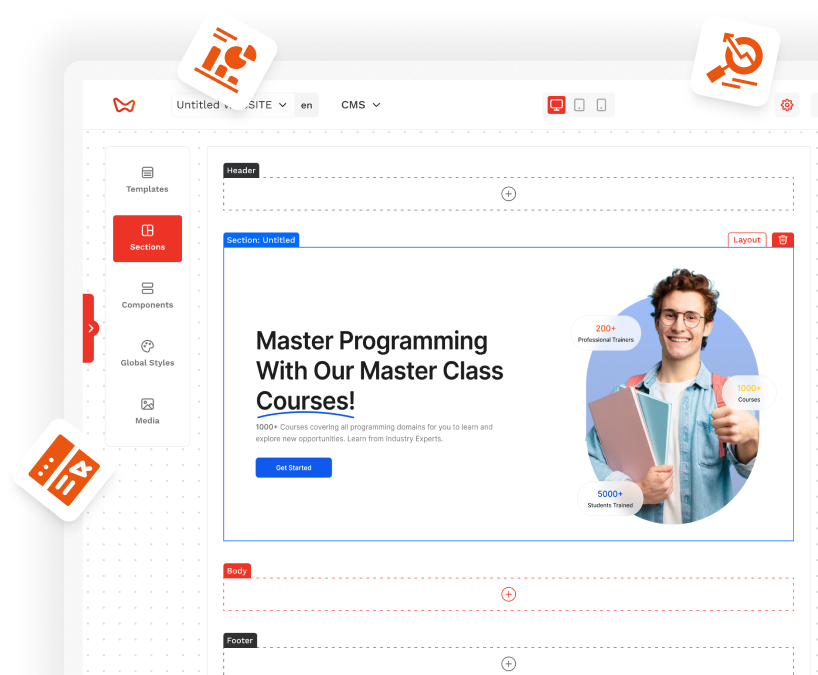 Untitled WEBSITE
en
CMS
Templates
Sections
Components
Global Styles
Media
Header
Section: Untitled
Layout
Master Programming
With Our Master Class
Courses!
1000+ Courses covering all programming domains for you to learn and
explore new opportunities. Learn from Industry Experts.
Get Started
200+
Professional Trainers
1000+
Courses
5000+
Students Trained
Body
Footer